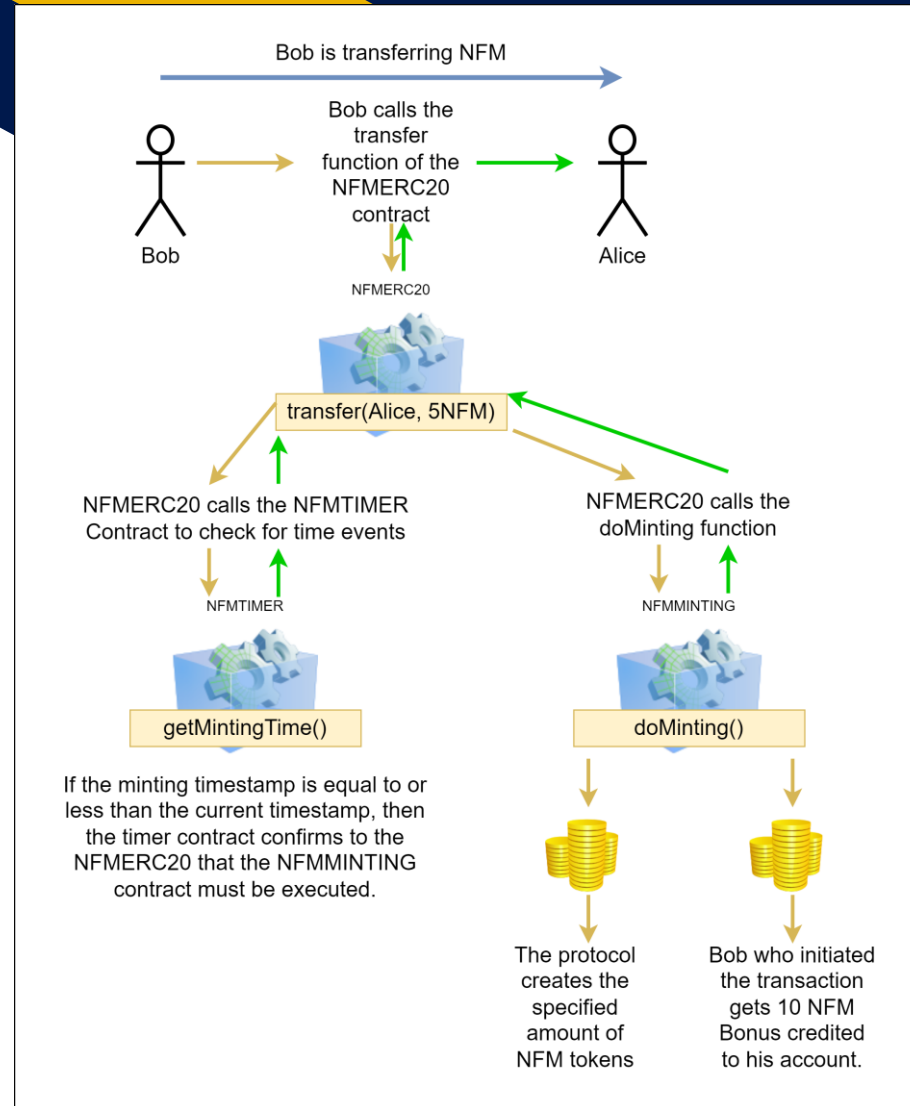 Bob is transferring NFM
Bob calls the
transfer
function of the
NFMERC20
contract
Bob
Alice
NFMERC20
transfer(Alice, 5NFM)
NFMERC20 calls the NFMTIMER
Contract to check for time events
NFMERC20 calls the
doMinting function
NFMTIMER
NFMMINTING
getMintingTime()
doMinting()
If the minting timestamp is equal to or
less than the current timestamp, then
the timer contract confirms to the
NFMERC20 that the NFMMINTING
contract must be executed.
The protocol
creates the
specified
amount of
NFM tokens
Bob who initiated
the transaction
gets 10 NFM
Bonus credited
to his account.